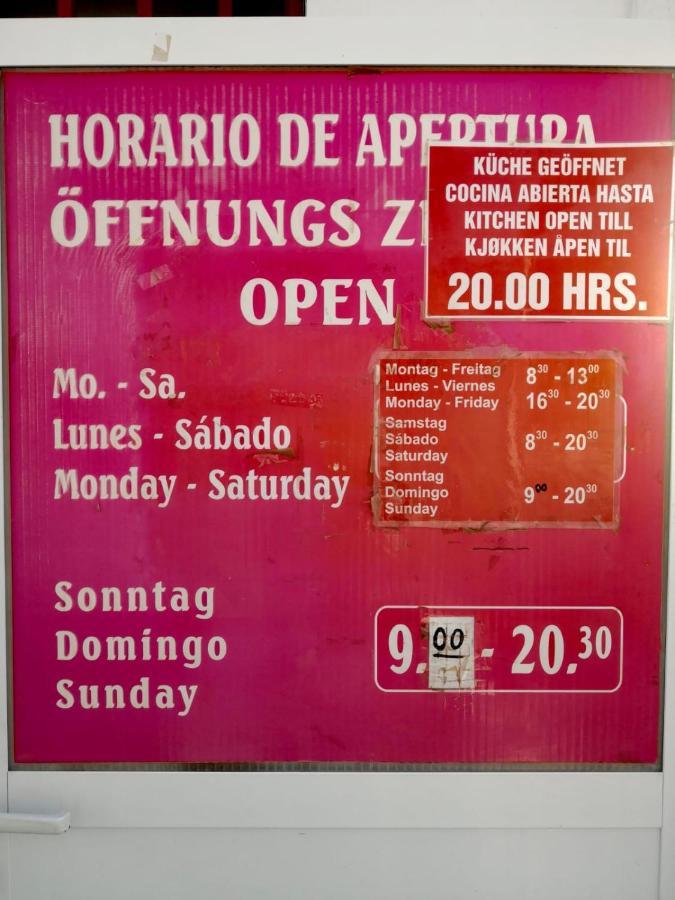 HORARIO DE APERTURA
ÖFFNUNGS
OPEN
KÜCHE GEÖFFNET
COCINA ABIERTA HASTA
KITCHEN OPEN TILL
KJØKKEN ÅPEN TIL
20.00 HRS.
Mo. - Sa.
Lunes - Sábado
Monday - Saturday
Montag - Freitag
Lunes - Viernes
Monday - Friday
8³⁰ - 13⁰⁰
16³⁰ - 20³⁰
Samstag
Sábado
Saturday
8³⁰ - 20³⁰
Sonntag
Domingo
Sunday
9⁰⁰ - 20³⁰
Sonntag
Domingo
Sunday
9.⁰⁰ - 20.³⁰